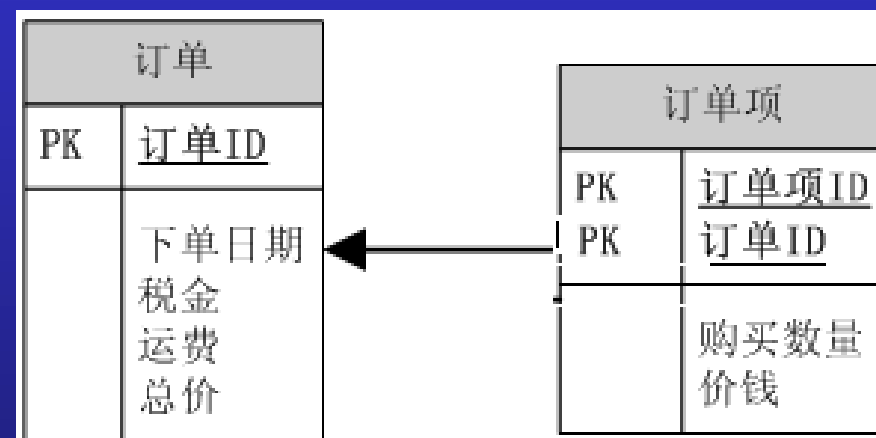 订单
PK 订单ID
下单日期
税金
运费
总价
订单项
PK 订单项ID
PK 订单ID
购买数量
价钱